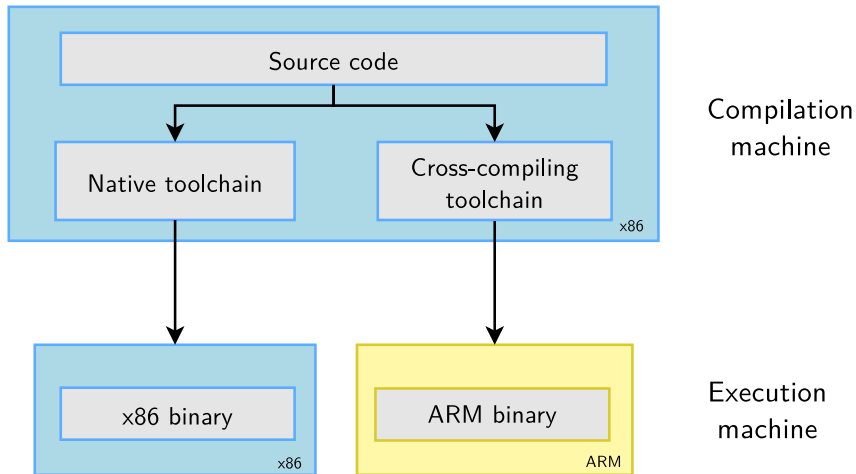 Source code
Compilation
machine
Native toolchain
Cross-compiling
toolchain
x86
x86 binary
x86
ARM binary
ARM
Execution
machine